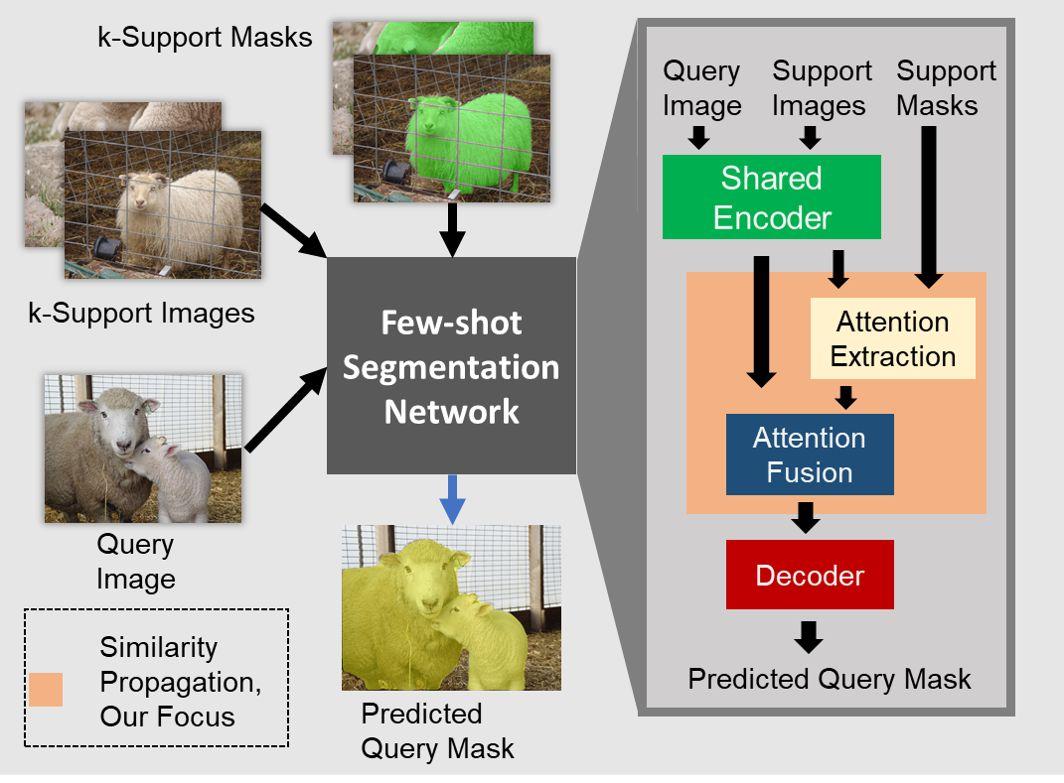 k-Support Masks
k-Support Images
Query
Image
Few-shot
Segmentation
Network
Predicted
Query Mask
Similarity
Propagation,
Our Focus
Query
Image
Support
Images
Support
Masks
Shared
Encoder
Attention
Extraction
Attention
Fusion
Decoder
Predicted Query Mask